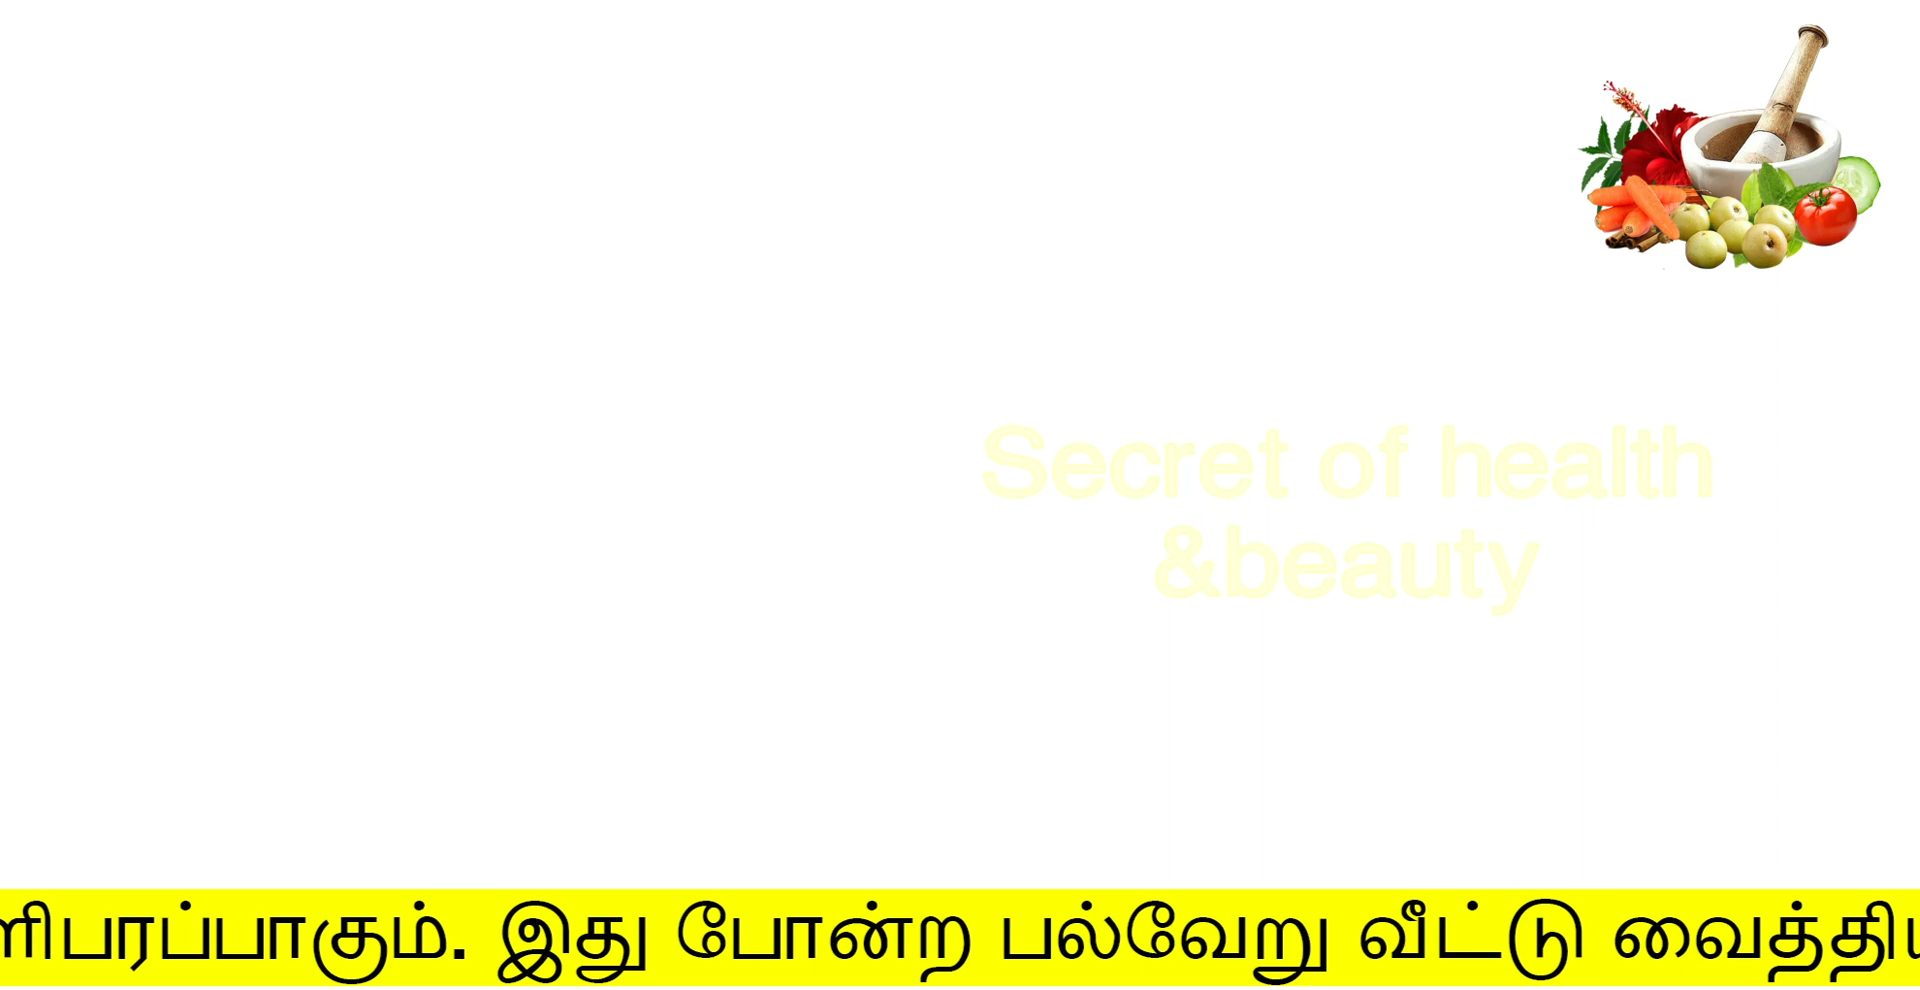 Secret of health
&beauty
ளிபரப்பாகும். இது போன்ற பல்வேறு வீட்டு வைத்திய